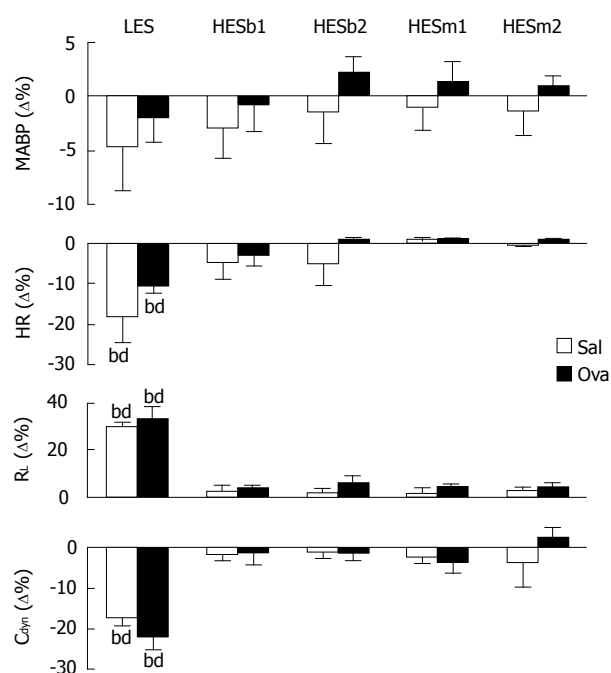 LES HESb1 HESb2 HESm1 HESm2
MABP (Δ%)
5
0
-5
-10
HR (Δ%)
0
-10
-20
-30
bd
bd
Sal
Ova
RL (Δ%)
40
20
0
bd
bd
Cdyn (Δ%)
0
-10
-20
-30
bd
bd